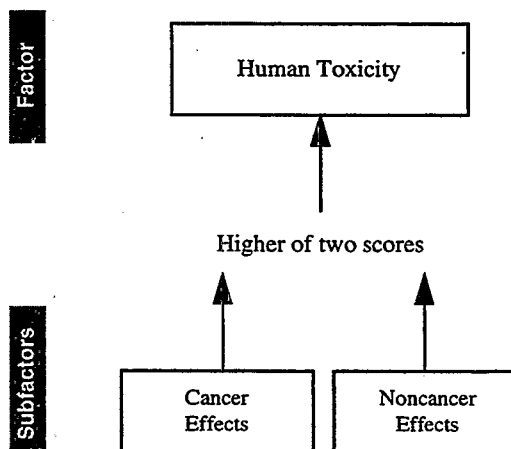 Factor
Human Toxicity
Higher of two scores
Subfactors
Cancer
Effects
Noncancer
Effects